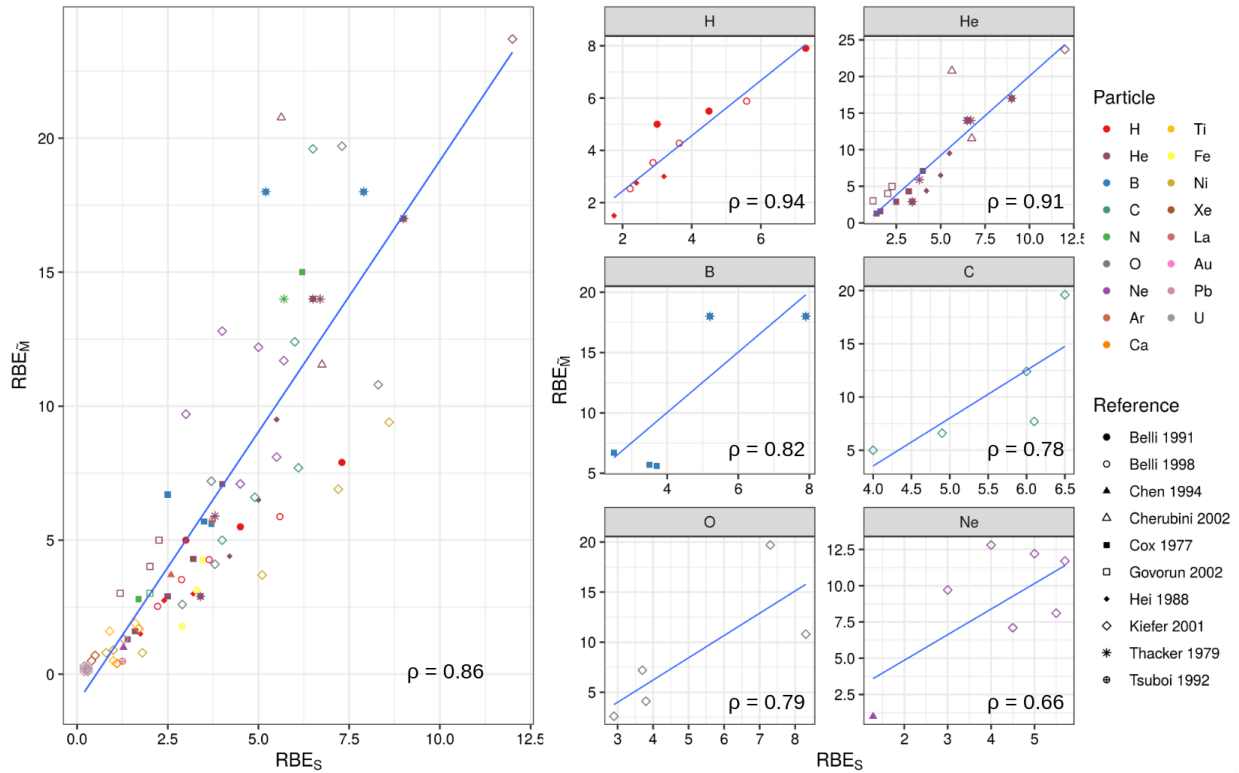 RBE_M̃
20
15
10
5
0
0.0 2.5 5.0 7.5 10.0 12.5
RBE_S
ρ = 0.86
H
8
6
4
2
2 4 6
ρ = 0.94
He
25
20
15
10
5
0
2.5 5.0 7.5 10.0 12.5
ρ = 0.91
RBE_M̃
B
20
15
10
5
4 6 8
ρ = 0.82
C
20
15
10
5
4.0 4.5 5.0 5.5 6.0 6.5
ρ = 0.78
O
20
15
10
5
3 4 5 6 7 8
ρ = 0.79
Ne
12.5
10.0
7.5
5.0
2.5
2 3 4 5
ρ = 0.66
RBE_S
Particle
H Ti
He Fe
B Ni
C Xe
N La
O Au
Ne Pb
Ar U
Ca
Reference
Belli 1991
Belli 1998
Chen 1994
Cherubini 2002
Cox 1977
Govorun 2002
Hei 1988
Kiefer 2001
Thacker 1979
Tsuboi 1992